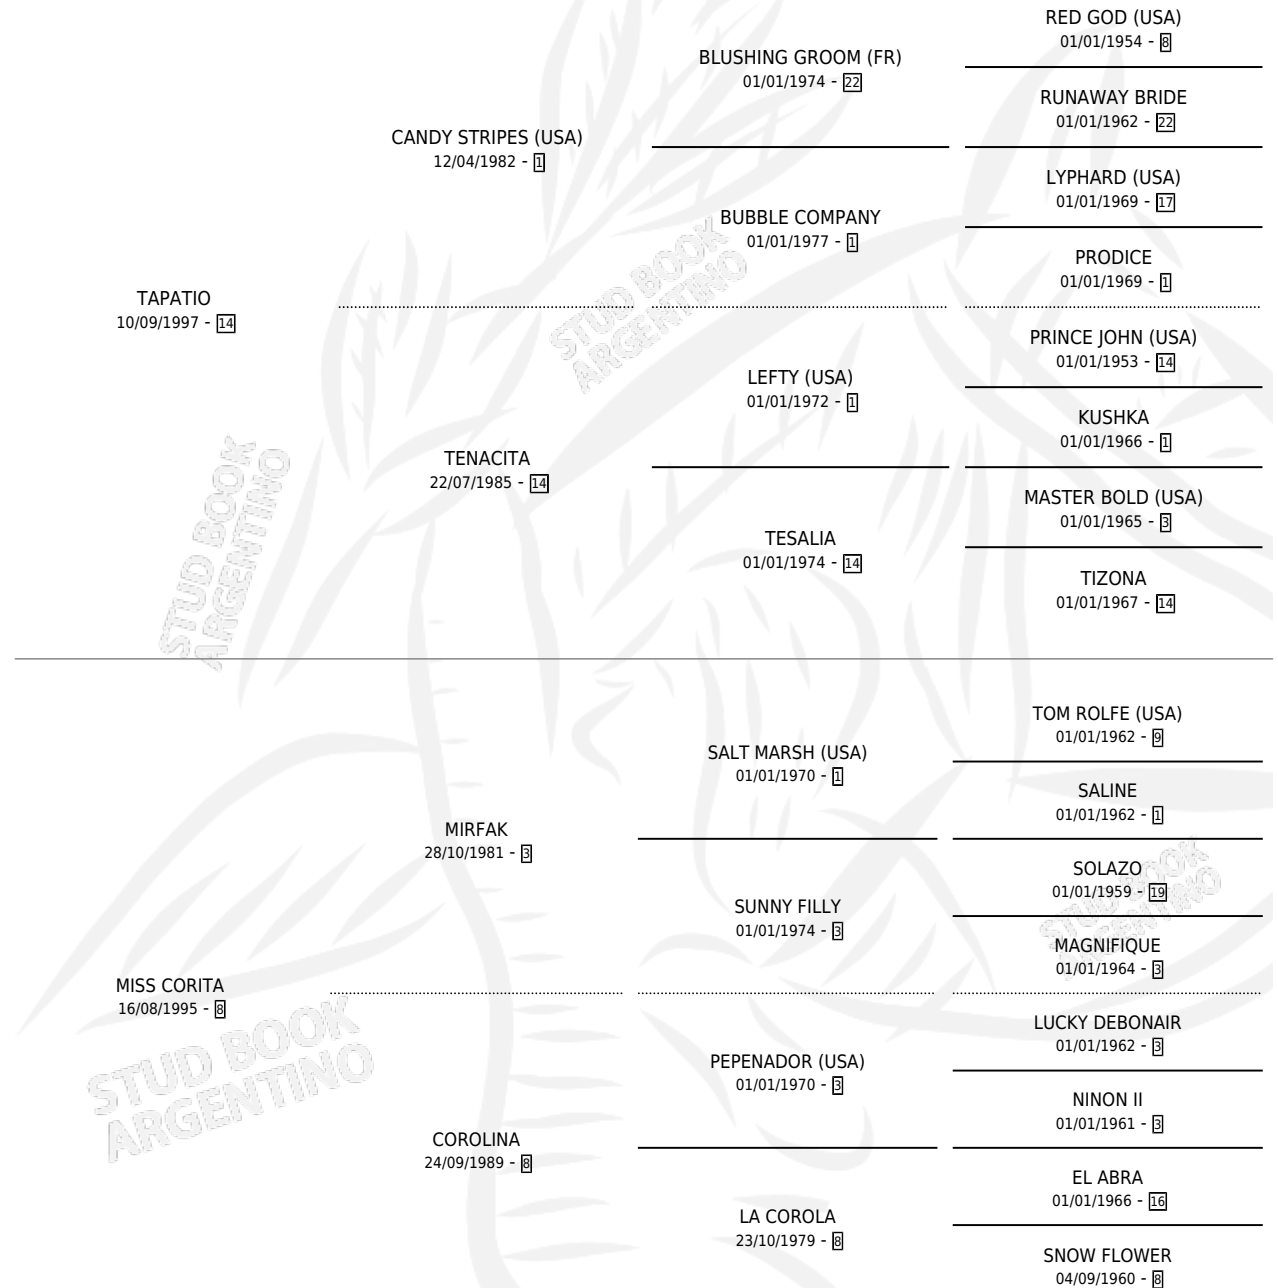 RED GOD (USA)
01/01/1954 - 8
BLUSHING GROOM (FR)
01/01/1974 - 22
RUNAWAY BRIDE
01/01/1962 - 22
CANDY STRIPES (USA)
12/04/1982 - 1
LYPHARD (USA)
01/01/1969 - 17
BUBBLE COMPANY
01/01/1977 - 1
PRODICE
01/01/1969 - 1
TAPATIO
10/09/1997 - 14
STUD BOOK
ARGENTINO
PRINCE JOHN (USA)
01/01/1953 - 14
LEFTY (USA)
01/01/1972 - 1
KUSHKA
01/01/1966 - 1
TENACITA
22/07/1985 - 14
MASTER BOLD (USA)
01/01/1965 - 3
TESALIA
01/01/1974 - 14
TIZONA
01/01/1967 - 14
STUD BOOK
ARGENTINO
TOM ROLFE (USA)
01/01/1962 - 9
SALT MARSH (USA)
01/01/1970 - 1
SALINE
01/01/1962 - 1
MIRFAK
28/10/1981 - 3
SOLAZO
01/01/1959 - 19
SUNNY FILLY
01/01/1974 - 3
MAGNIFIQUE
01/01/1964 - 3
STUD BOOK
ARGENTINO
MISS CORITA
16/08/1995 - 8
LUCKY DEBONAIR
01/01/1962 - 3
PEPENADOR (USA)
01/01/1970 - 3
NINON II
01/01/1961 - 3
STUD BOOK
ARGENTINO
COROLINA
24/09/1989 - 8
EL ABRA
01/01/1966 - 16
LA COROLA
23/10/1979 - 8
SNOW FLOWER
04/09/1960 - 8